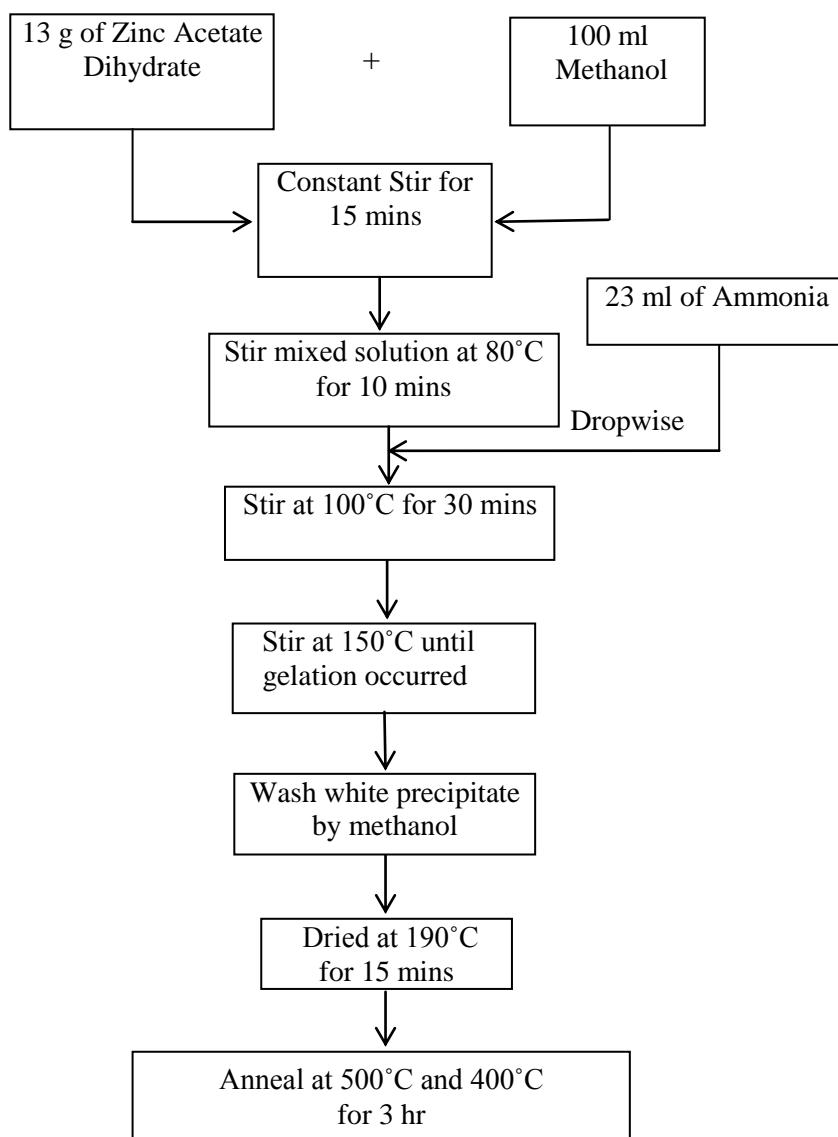 13 g of Zinc Acetate
Dihydrate
+
100 ml
Methanol
Constant Stir for
15 mins
23 ml of Ammonia
Stir mixed solution at 80˚C
for 10 mins
Dropwise
Stir at 100˚C for 30 mins
Stir at 150˚C until
gelation occurred
Wash white precipitate
by methanol
Dried at 190˚C
for 15 mins
Anneal at 500˚C and 400˚C
for 3 hr